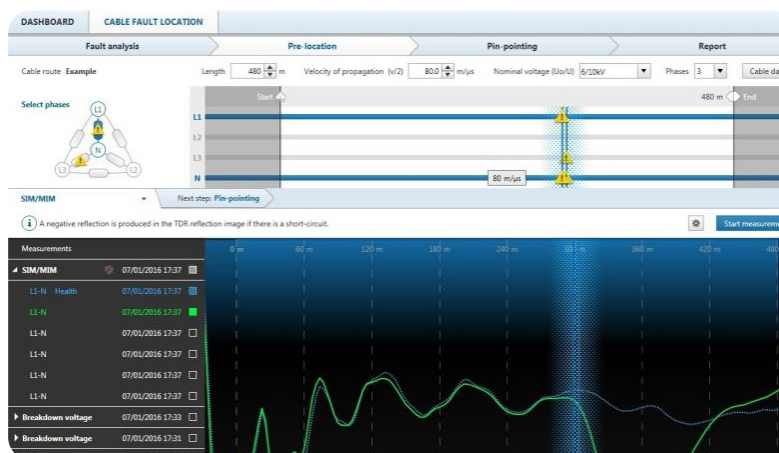 DASHBOARD CABLE FAULT LOCATION
Fault analysis Pre-location Pin-pointing Report
Cable route Example Length 480 m Velocity of propagation (v/2) 80.0 m/µs Nominal voltage (Uo/U) 6/10kV Phases 3 Cable da
Select phases
Start 480 m End
L1 N L3 L2
L1
L2
L3
N 80 m/µs
SIM/MIM Next step: Pin-pointing
A negative reflection is produced in the TDR reflection image if there is a short-circuit. Start measurem
Measurements 0 m 60 m 120 m 180 m 240 m 300 m 360 m 420 m 480
SIM/MIM 07/01/2016 17:37
L1-N Health 07/01/2016 17:37
L1-N 07/01/2016 17:37
L1-N 07/01/2016 17:37
L1-N 07/01/2016 17:37
L1-N 07/01/2016 17:37
L1-N 07/01/2016 17:37
Breakdown voltage 07/01/2016 17:33
Breakdown voltage 07/01/2016 17:31